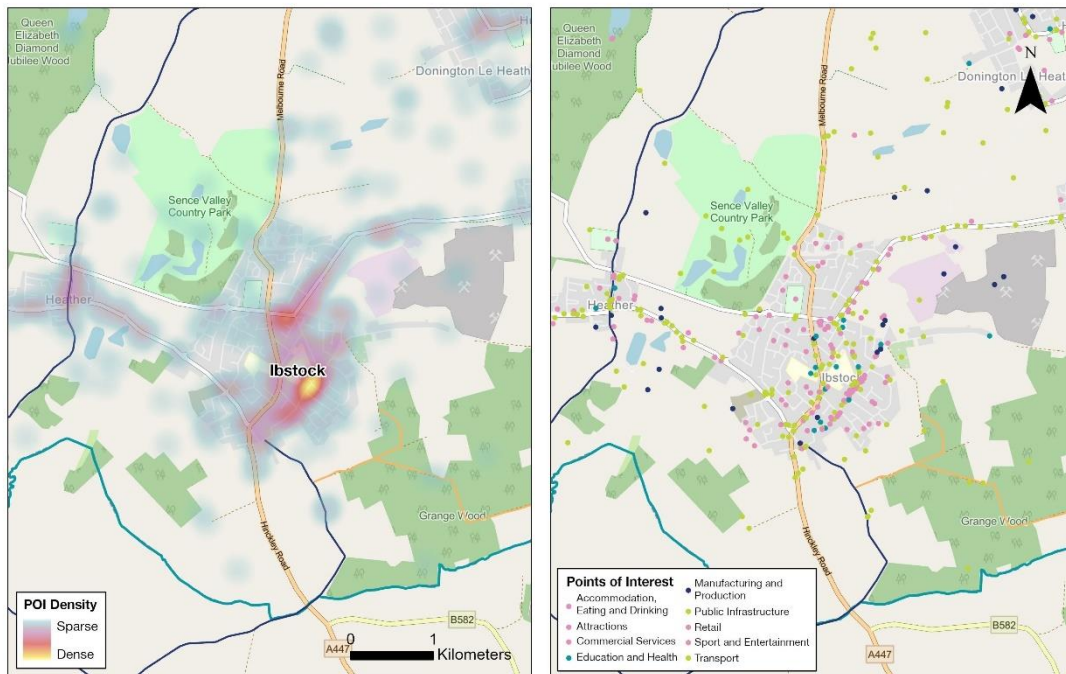 Queen
Elizabeth
Diamond
Jubilee Wood
Melbourne Road
Donington Le Heath
Sence Valley
Country Park
Heather
Ibstock
Grange Wood
Hinckley Road
B582
A447
POI Density
Sparse
Dense
0
1
Kilometers
Queen
Elizabeth
Diamond
Jubilee Wood
Melbourne Road
N
Donington Le Heath
Sence Valley
Country Park
Heather
Ibstock
Grange Wood
Hinckley Road
B582
A447
Points of Interest
Accommodation,
Eating and Drinking
Attractions
Commercial Services
Education and Health
Manufacturing and
Production
Public Infrastructure
Retail
Sport and Entertainment
Transport